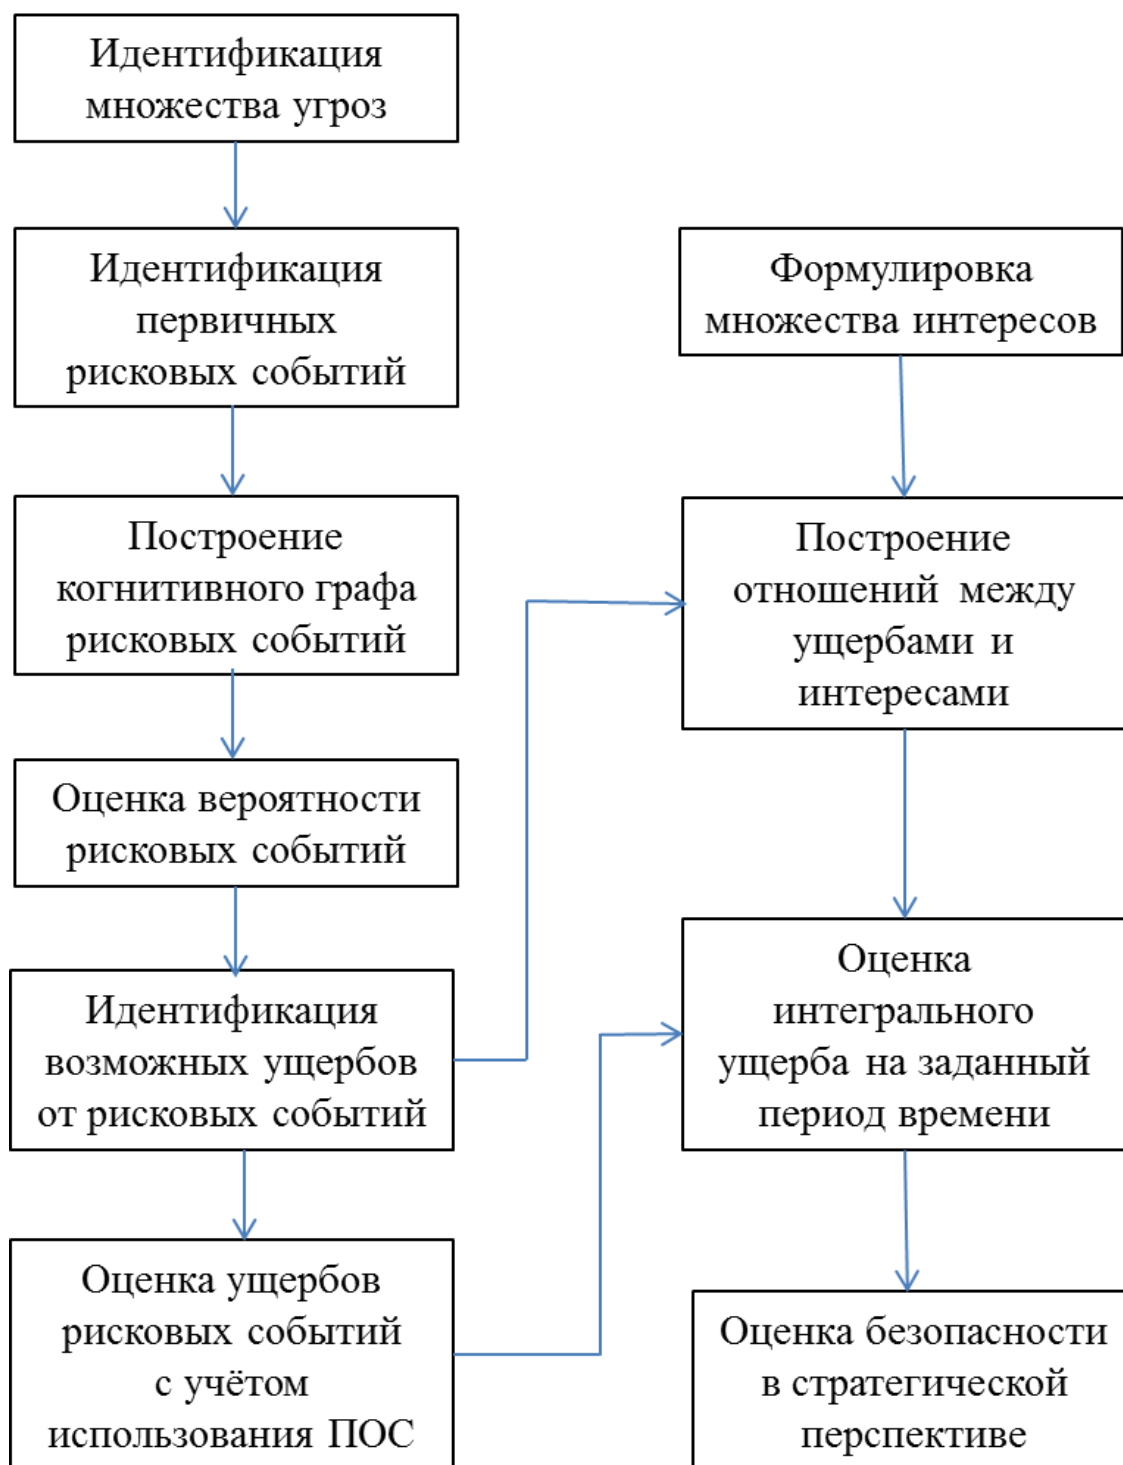 Идентификация
множества угроз
Идентификация
первичных
рисковых событий
Построение
когнитивного графа
рисковых событий
Оценка вероятности
рисковых событий
Идентификация
возможных ущербов
от рисковых событий
Оценка ущербов
рисковых событий
с учётом
использования ПОС
Формулировка
множества интересов
Построение
отношений между
ущербами и
интересами
Оценка
интегрального
ущерба на заданный
период времени
Оценка безопасности
в стратегической
перспективе